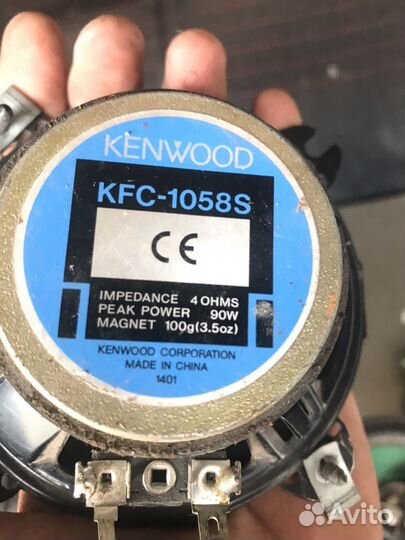 KENWOOD
KFC-1058S
CE
IMPEDANCE 4 OHMS
PEAK POWER 90W
MAGNET 100g(3.5oz)
KENWOOD CORPORATION
MADE IN CHINA
1401
Avito